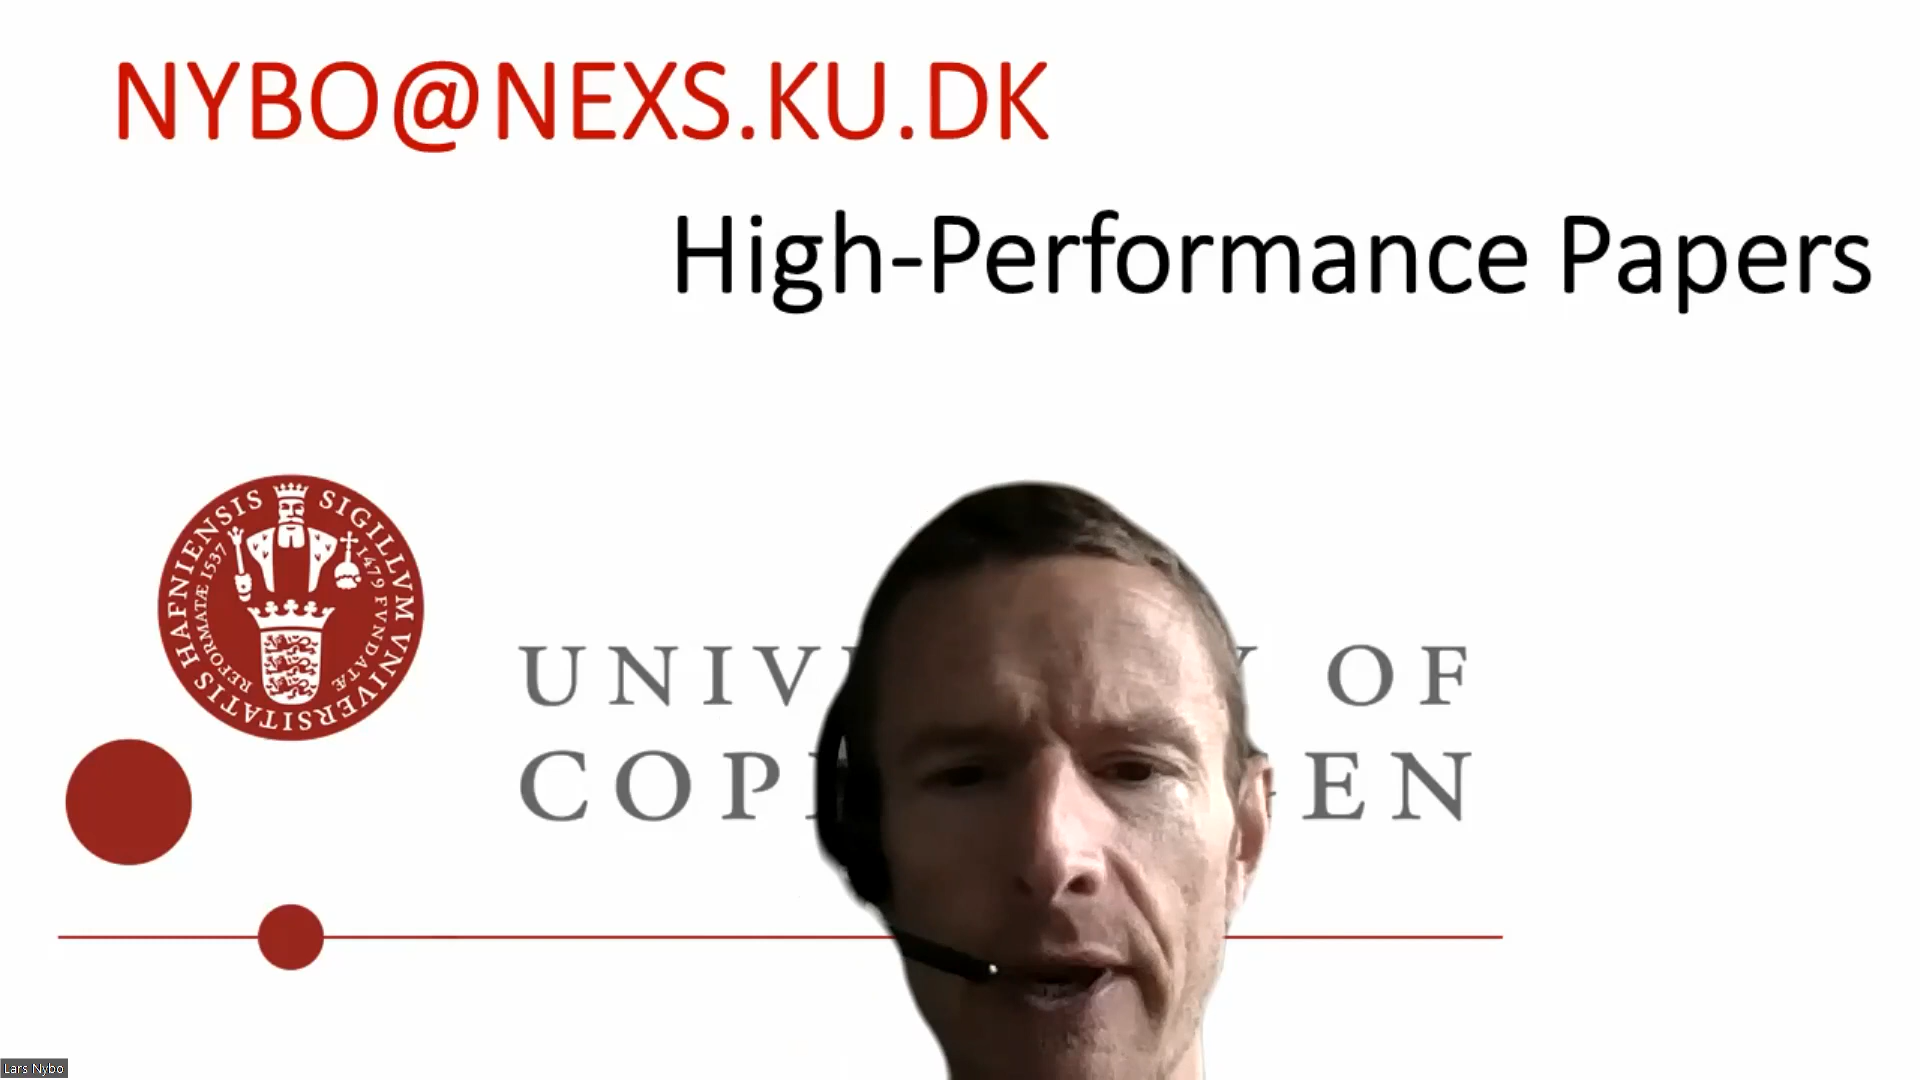 NYBO@NEXS.KU.DK
High-Performance Papers
SIGILLVM VNIVERSITATIS HAFNIENSIS
1479 FVNDATÆ
REFORMATÆ 1537
UNIV Y OF
COP GEN
Lars Nybo